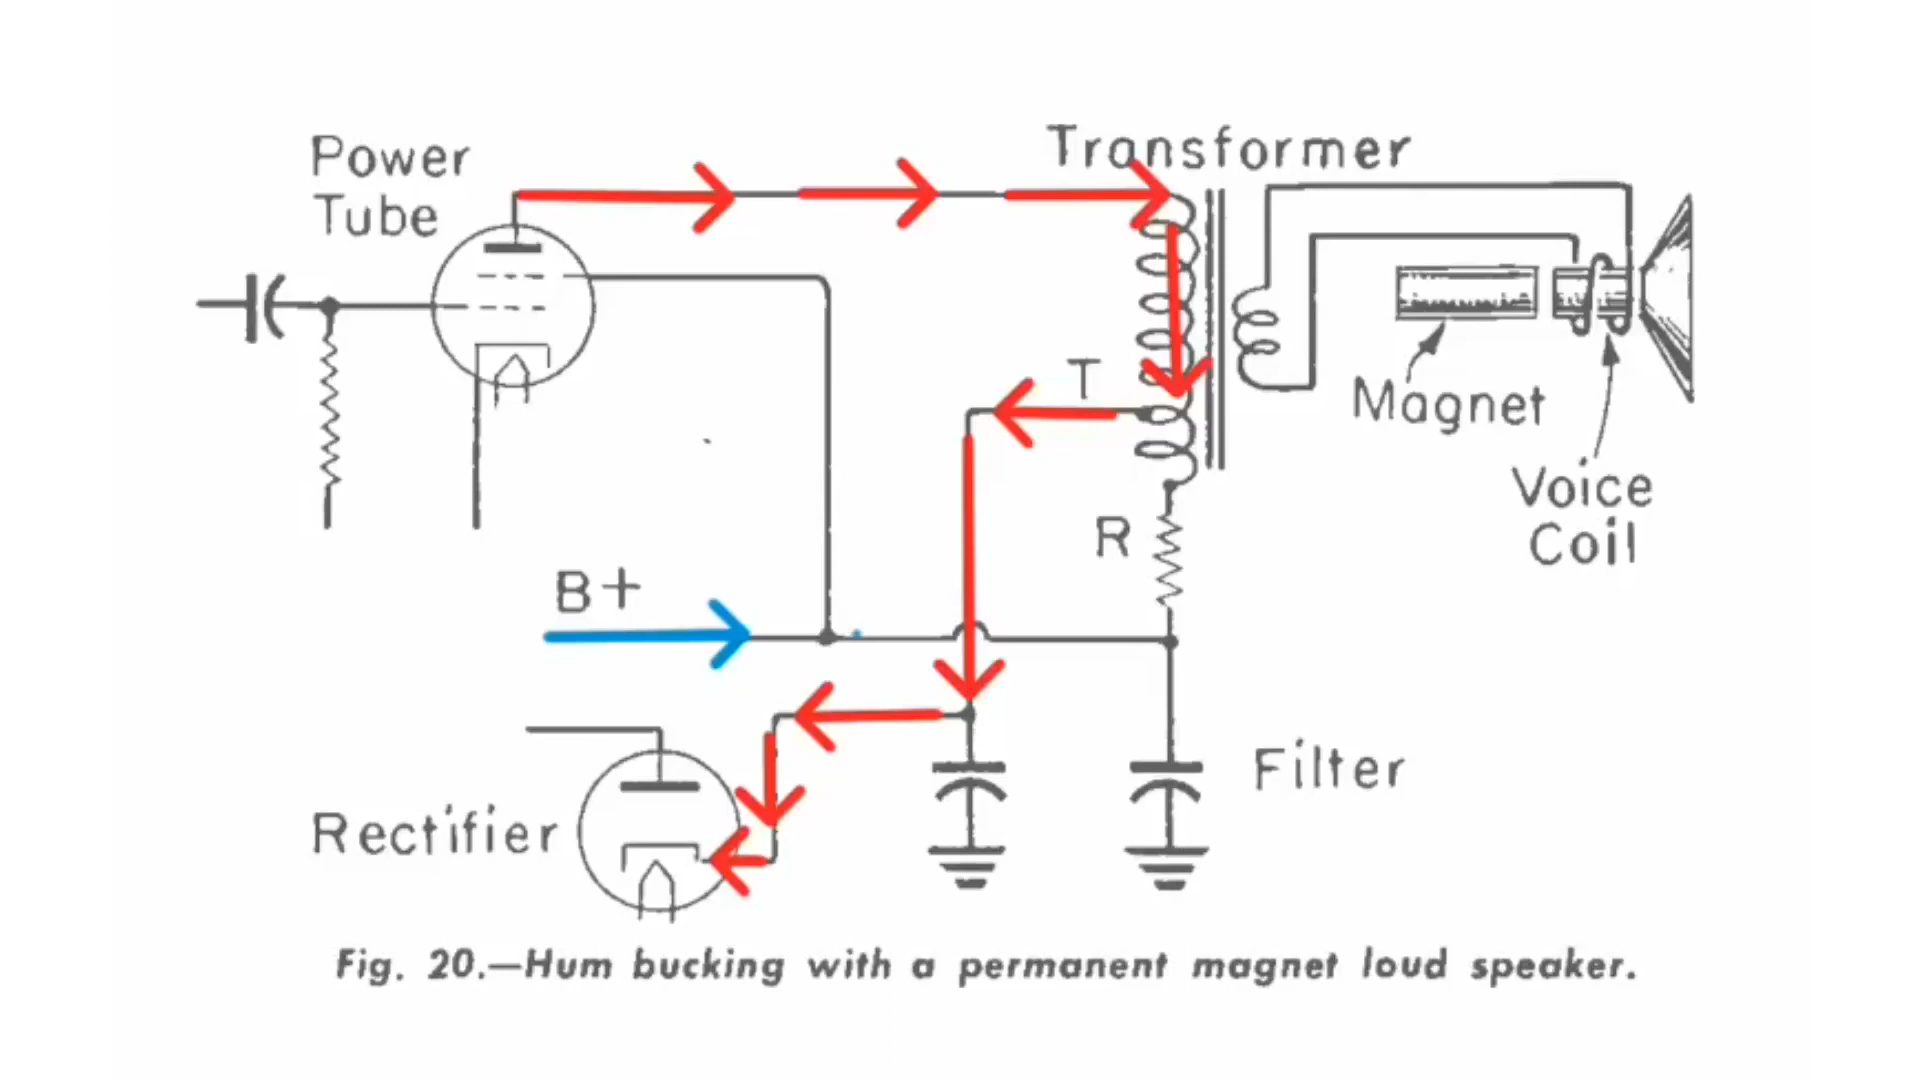 Power
Tube
Transformer
T
Magnet
Voice
Coil
R
B+
Filter
Rectifier
Fig. 20.—Hum bucking with a permanent magnet loud speaker.